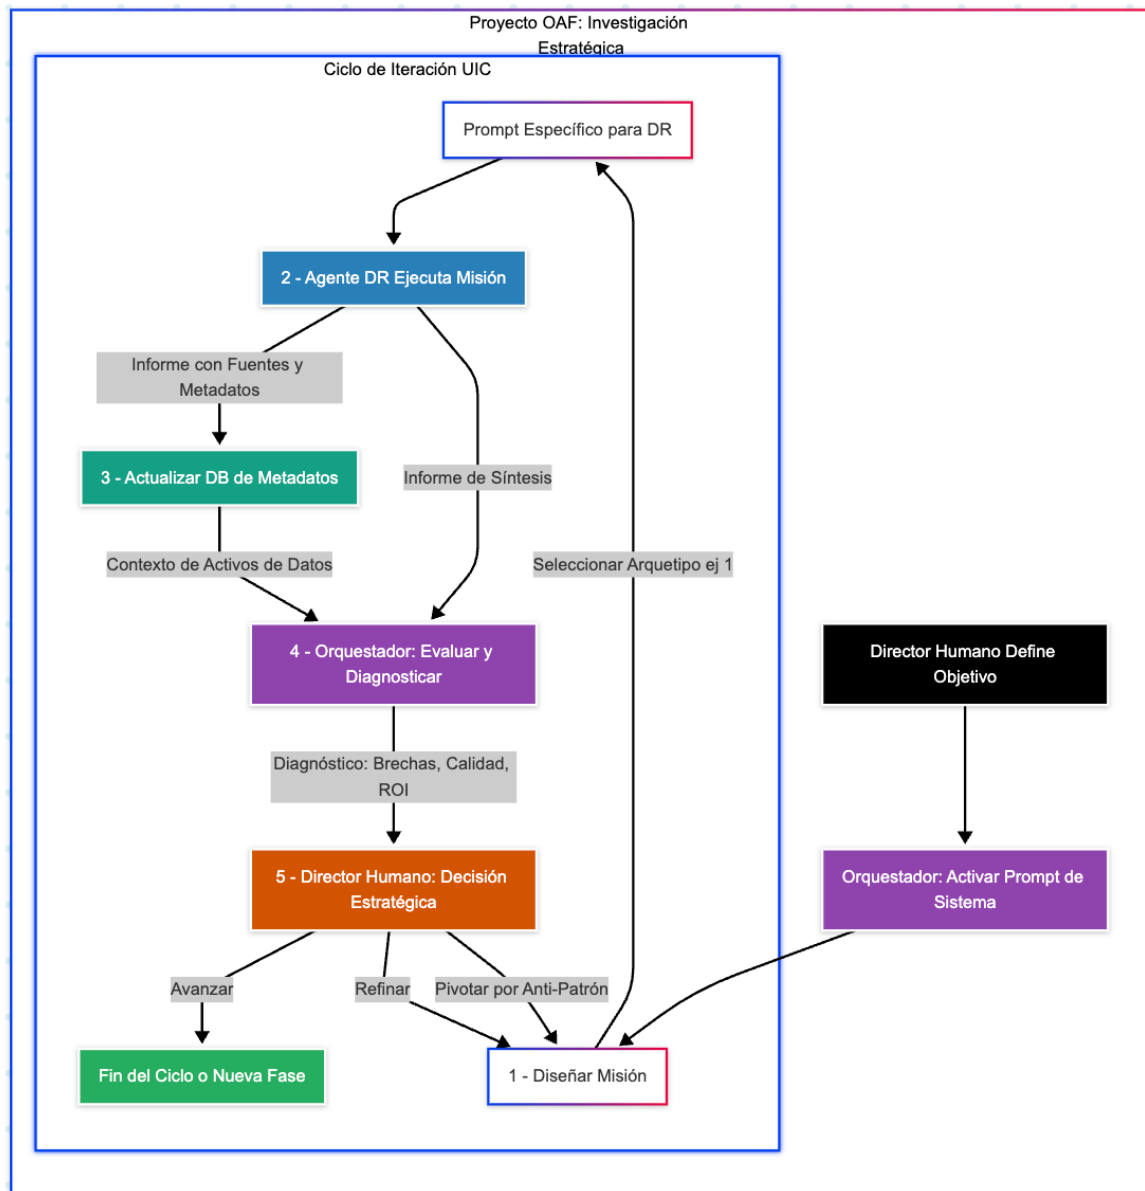 Proyecto OAF: Investigación
Estratégica
Ciclo de Iteración UIC
Prompt Específico para DR
2 - Agente DR Ejecuta Misión
Informe con Fuentes y
Metadatos
3 - Actualizar DB de Metadatos
Informe de Síntesis
Contexto de Activos de Datos
Seleccionar Arquetipo ej 1
4 - Orquestador: Evaluar y
Diagnosticar
Director Humano Define
Objetivo
Diagnóstico: Brechas, Calidad,
ROI
5 - Director Humano: Decisión
Estratégica
Orquestador: Activar Prompt de
Sistema
Avanzar
Refinar
Pivotar por Anti-Patrón
Fin del Ciclo o Nueva Fase
1 - Diseñar Misión